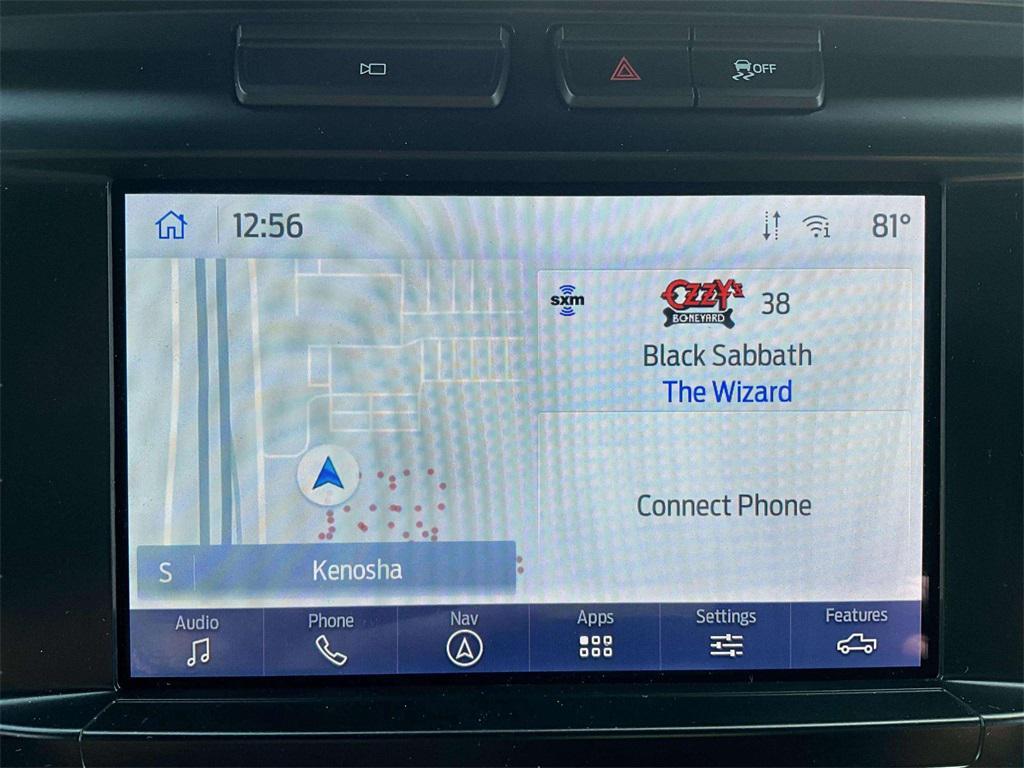 OFF
12:56
81°
sxm
OZZY's
BONEYARD
38
Black Sabbath
The Wizard
Connect Phone
S
Kenosha
Audio
Phone
Nav
Apps
Settings
Features